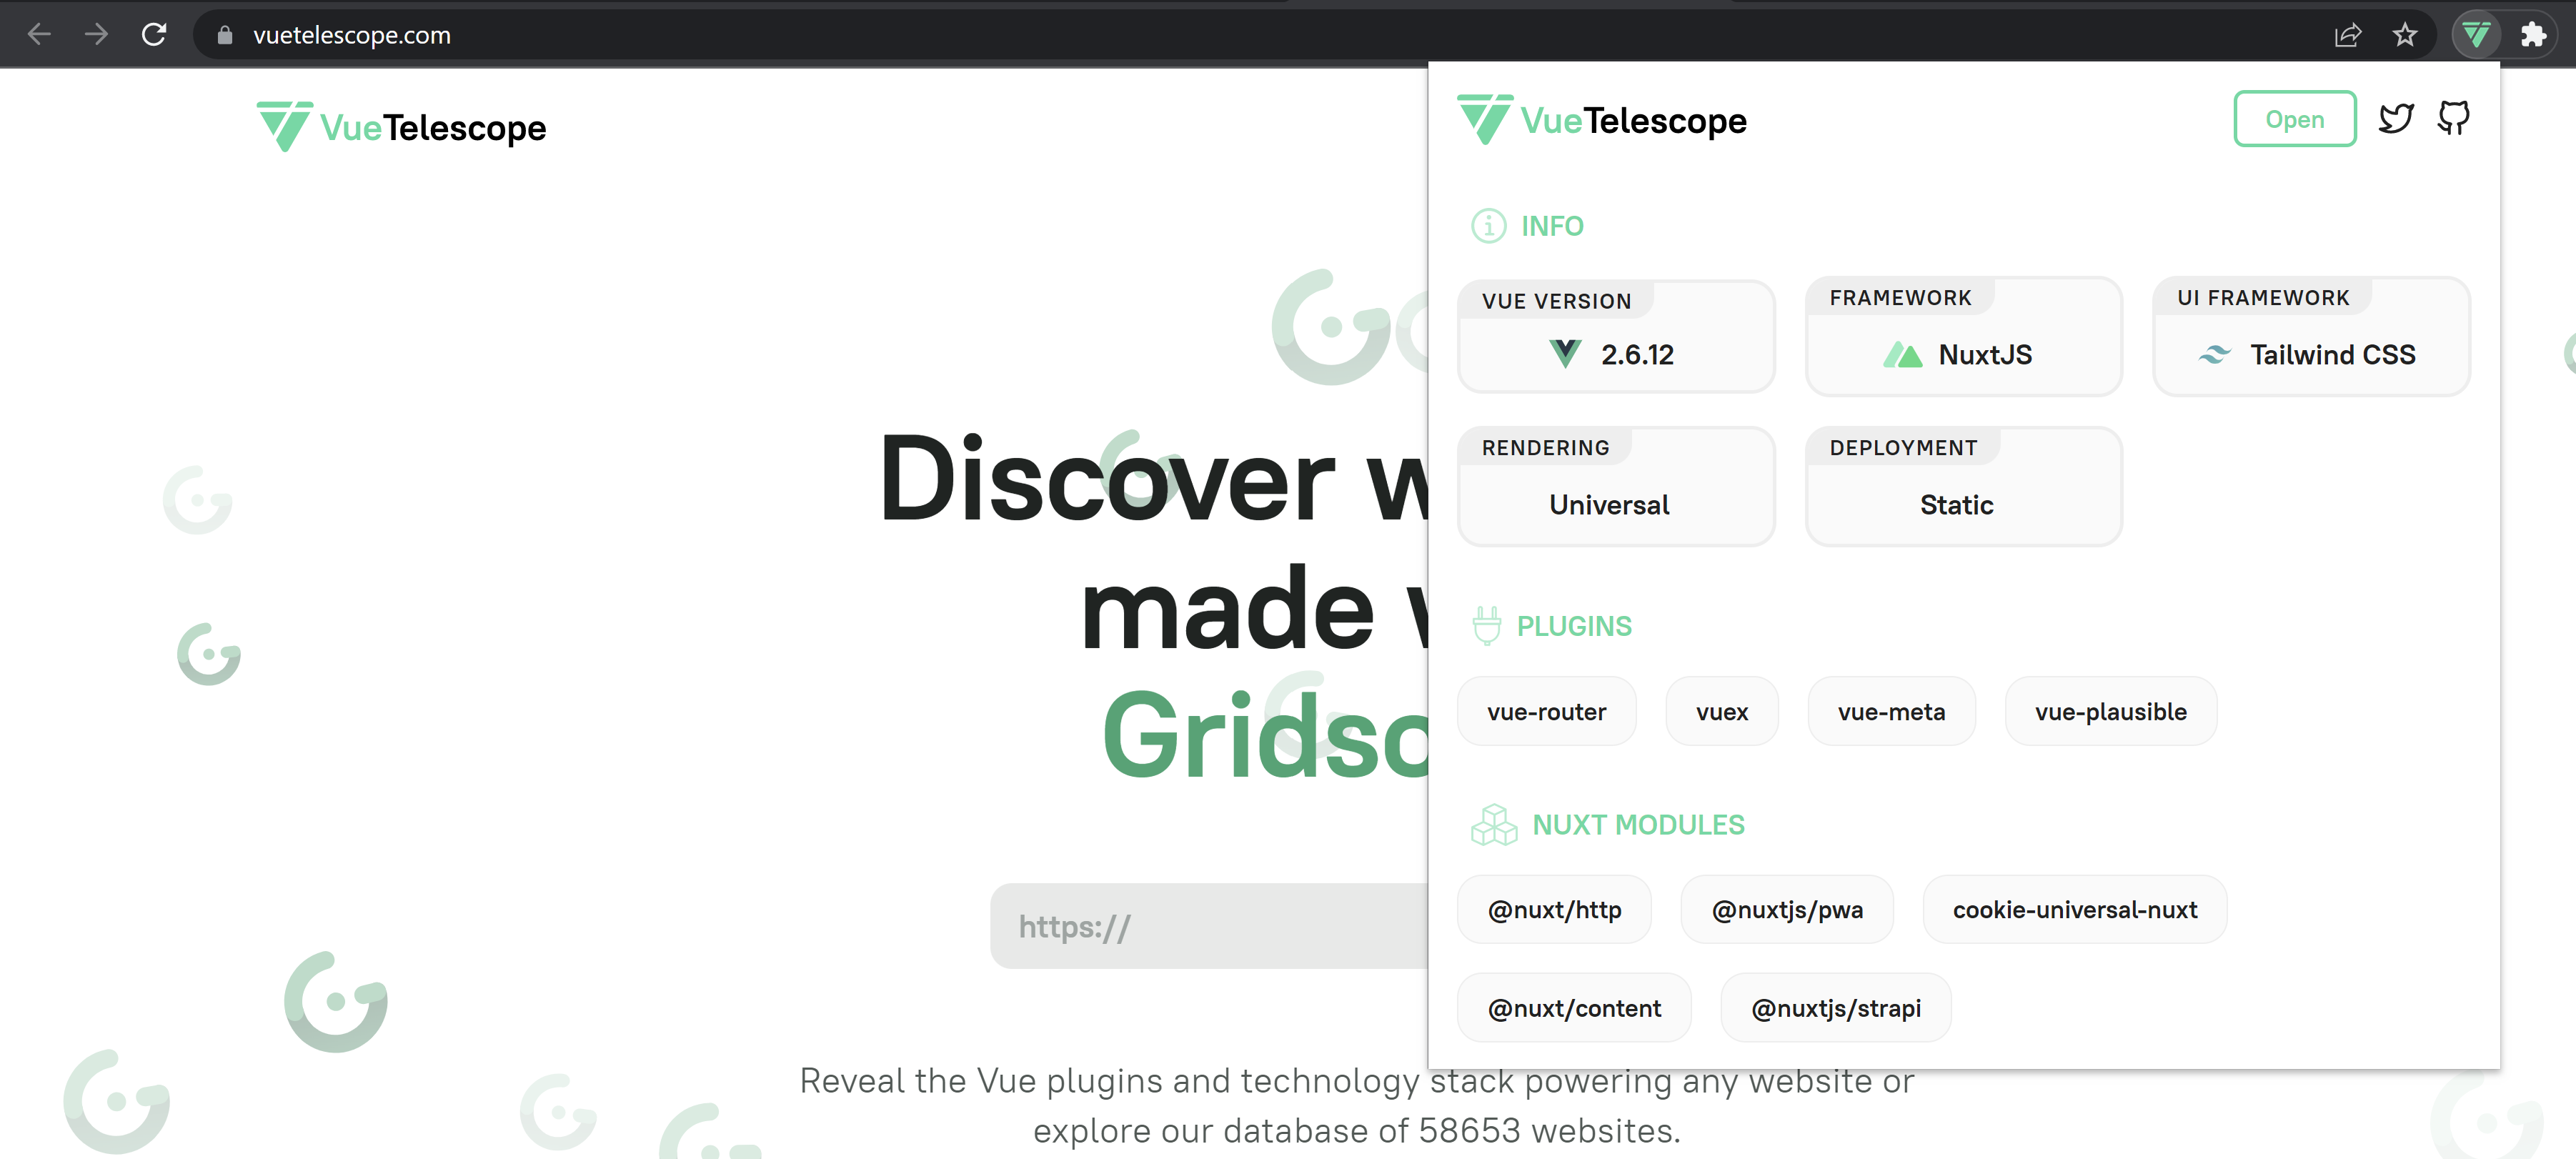 vuetelescope.com
VueTelescope
Discover
made
https://
Reveal the Vue plugins and technology stack powering any website or
explore our database of 58653 websites.
VueTelescope
Open
INFO
VUE VERSION
2.6.12
FRAMEWORK
NuxtJS
UI FRAMEWORK
Tailwind CSS
RENDERING
Universal
DEPLOYMENT
Static
PLUGINS
vue-router
vuex
vue-meta
vue-plausible
NUXT MODULES
@nuxt/http
@nuxtjs/pwa
cookie-universal-nuxt
@nuxt/content
@nuxtjs/strapi